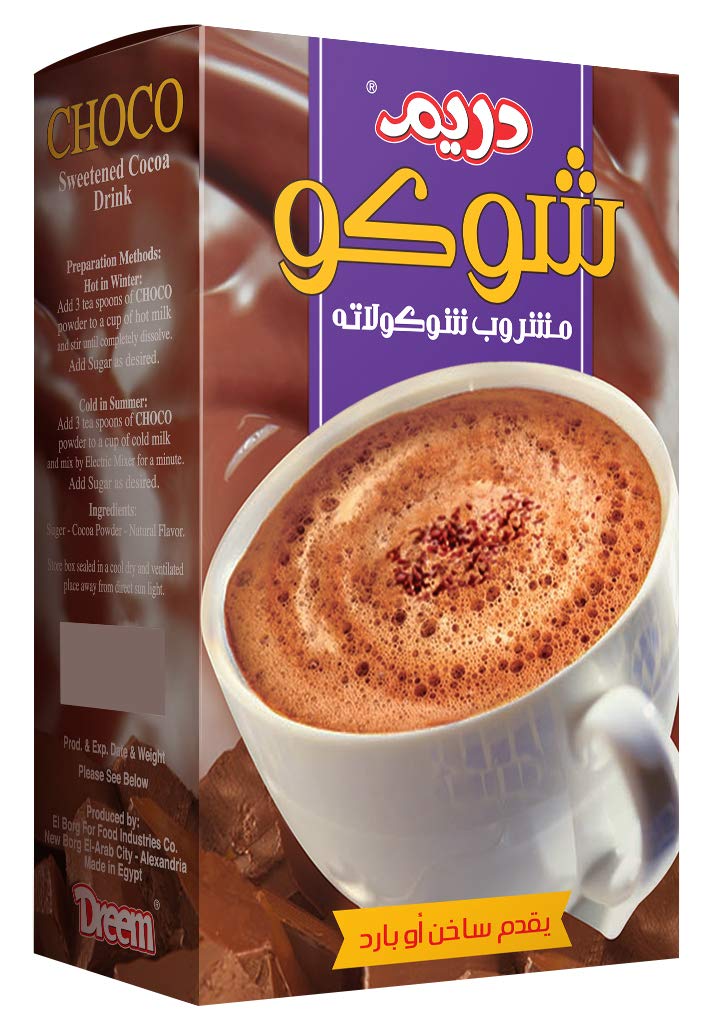 CHOCO
Sweetened Cocoa
Drink
Preparation Methods:
Hot in Winter:
Add 3 tea spoons of CHOCO
powder to a cup of hot milk
and stir until completely dissolve.
Add Sugar as desired.
Cold in Summer:
Add 3 tea spoons of CHOCO
powder to a cup of cold milk
and mix by Electric Mixer for a minute.
Add Sugar as desired.
Ingredients:
Suger - Cocoa Powder - Natural Flavor.
Store box sealed in a cool dry and ventilated
place away from direct sun light.
Prod. & Exp. Date & Weight
Please See Below
Produced by:
El Borg For Food Industries Co.
New Borg El-Arab City - Alexandria
Made in Egypt
Dreem®
دريم®
شوكو
مشروب شوكولاته
يقدم ساخن أو بارد